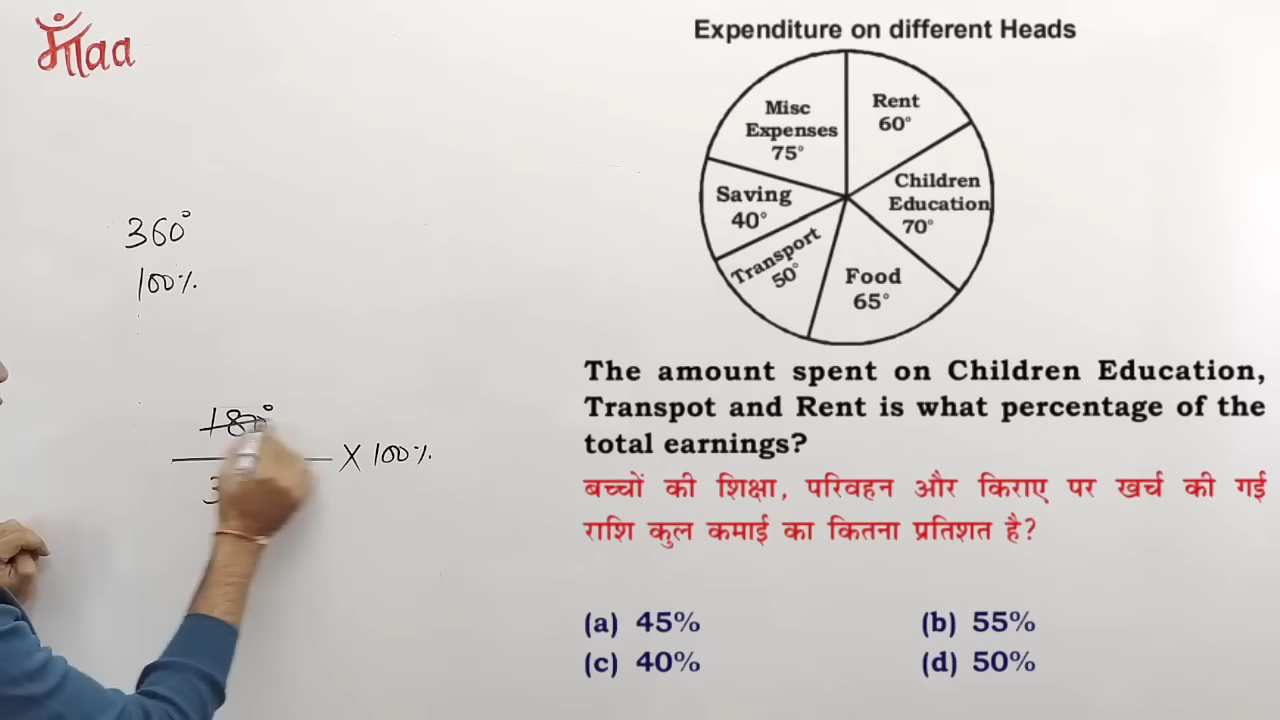 माँaa
Expenditure on different Heads
Misc
Expenses
75°
Rent
60°
Children
Education
70°
Saving
40°
Transport
50°
Food
65°
360°
100%
180°
3
X 100%
The amount spent on Children Education,
Transpot and Rent is what percentage of the
total earnings?
बच्चों की शिक्षा, परिवहन और किराए पर खर्च की गई
राशि कुल कमाई का कितना प्रतिशत है?
(a) 45% (b) 55%
(c) 40% (d) 50%